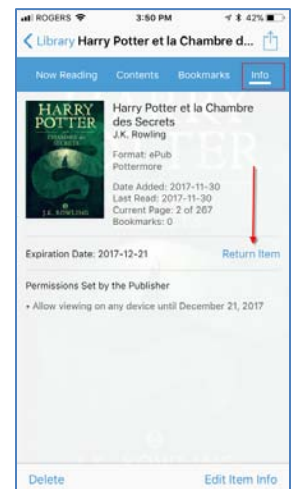 ROGERS 3:50 PM 42%
Library Harry Potter et la Chambre d...
Now Reading Contents Bookmarks Info
HARRY
POTTER
J.K. ROWLING
Harry Potter et la Chambre
des Secrets
J.K. Rowling
Format: ePub
Pottermore
Date Added: 2017-11-30
Last Read: 2017-11-30
Current Page: 2 of 267
Bookmarks: 0
Expiration Date: 2017-12-21 Return Item
Permissions Set by the Publisher
• Allow viewing on any device until December 21, 2017
Delete Edit Item Info